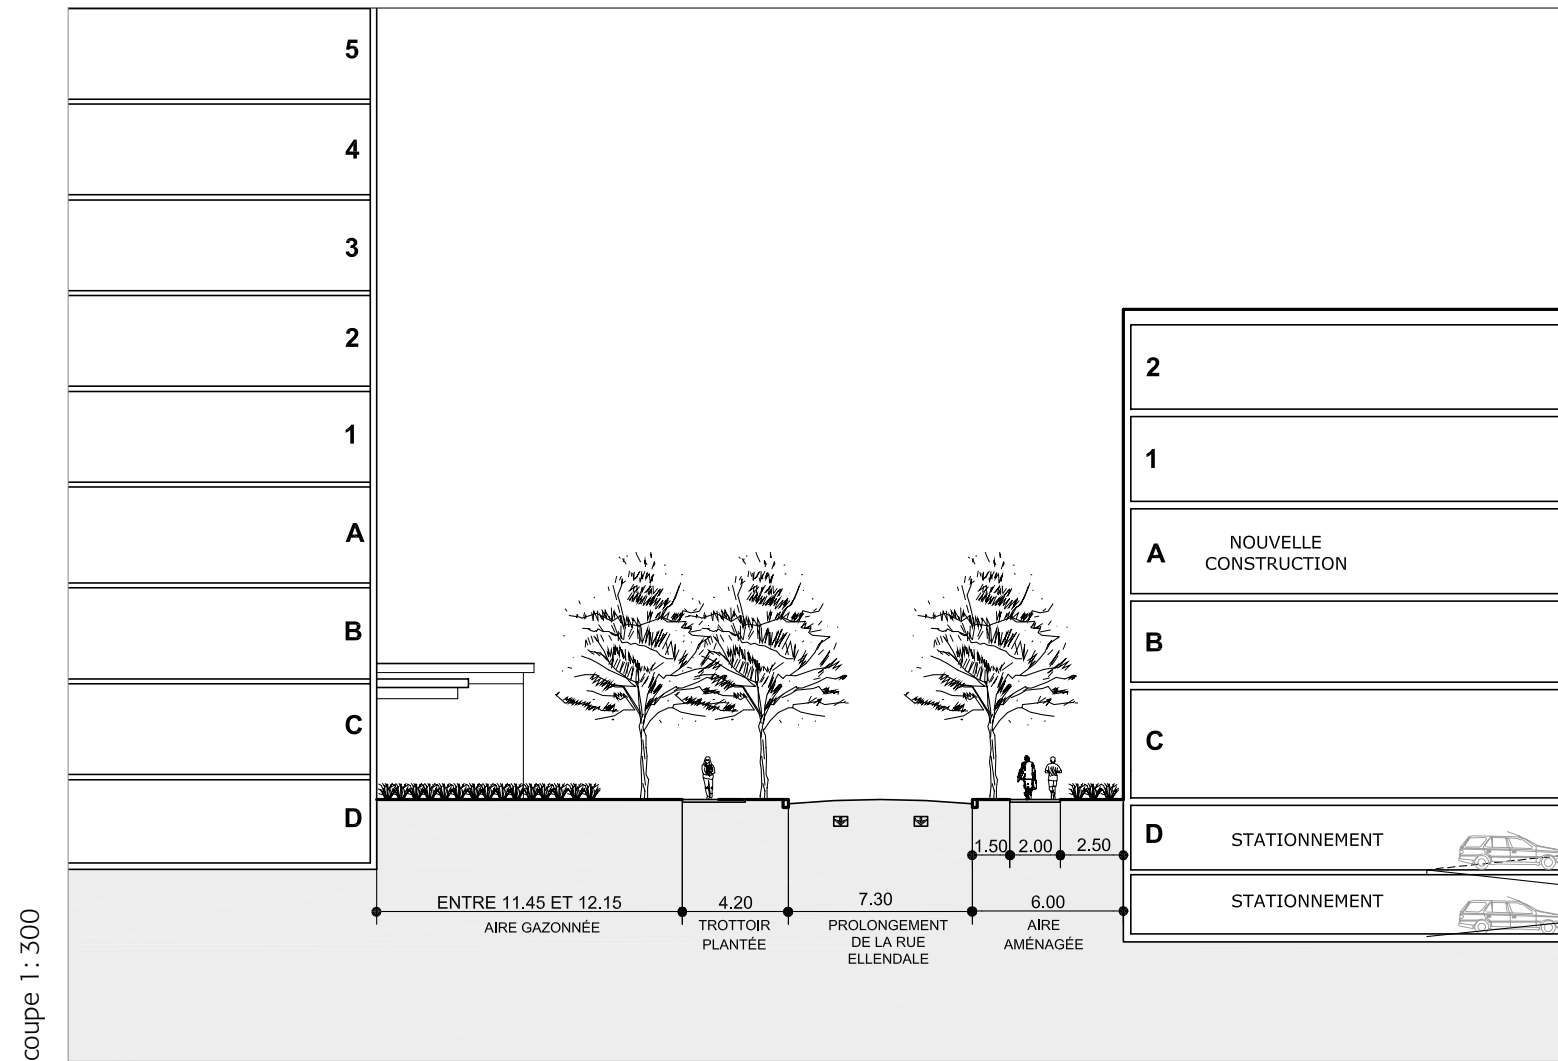 5
4
3
2
1
A
B
C
D
2
1
A
NOUVELLE
CONSTRUCTION
B
C
D
STATIONNEMENT
STATIONNEMENT
1.50
2.00
2.50
ENTRE 11.45 ET 12.15
AIRE GAZONNÉE
4.20
TROTTOIR
PLANTÉE
7.30
PROLONGEMENT
DE LA RUE
ELLENDALE
6.00
AIRE
AMÉNAGÉE
coupe 1: 300